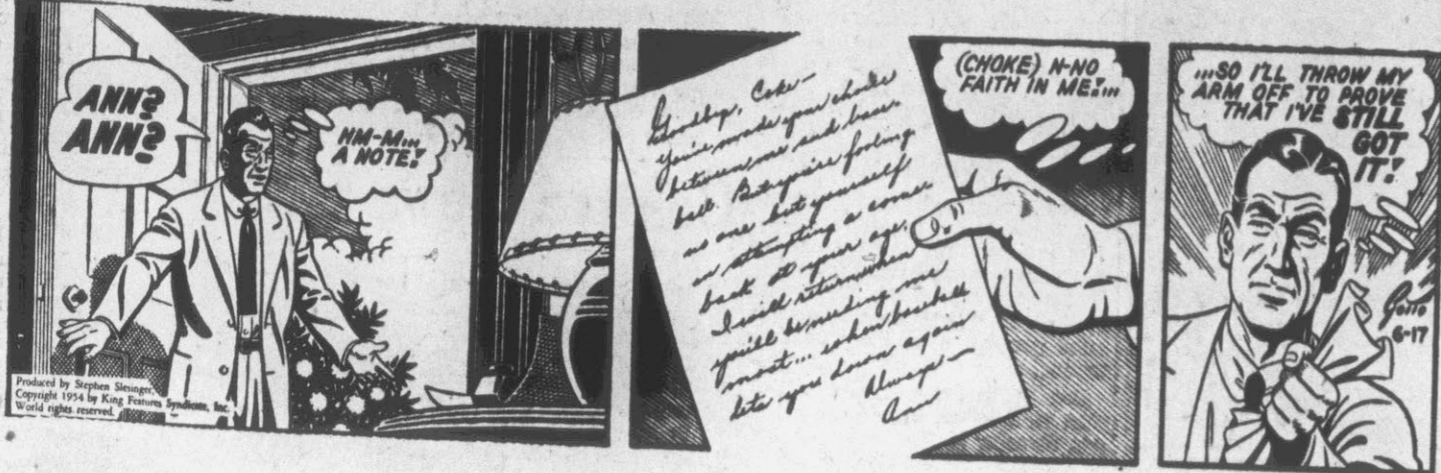 ANN?
ANN?
HM-M...
A NOTE!
Produced by Stephen Slesinger,
Copyright 1954 by King Features Syndicate, Inc.
World rights reserved.
Goodbye, Coke—
You've made your choice
between me and base-
ball. But you're fooling
no one but yourself
in attempting a come
back at your age.
I will return when
you'll be needing me
most... when baseball
lets you down again
Always—
Ann
(CHOKE) N-NO
FAITH IN ME!...
...SO I'LL THROW MY
ARM OFF TO PROVE
THAT I'VE STILL
GOT
IT!
6-17